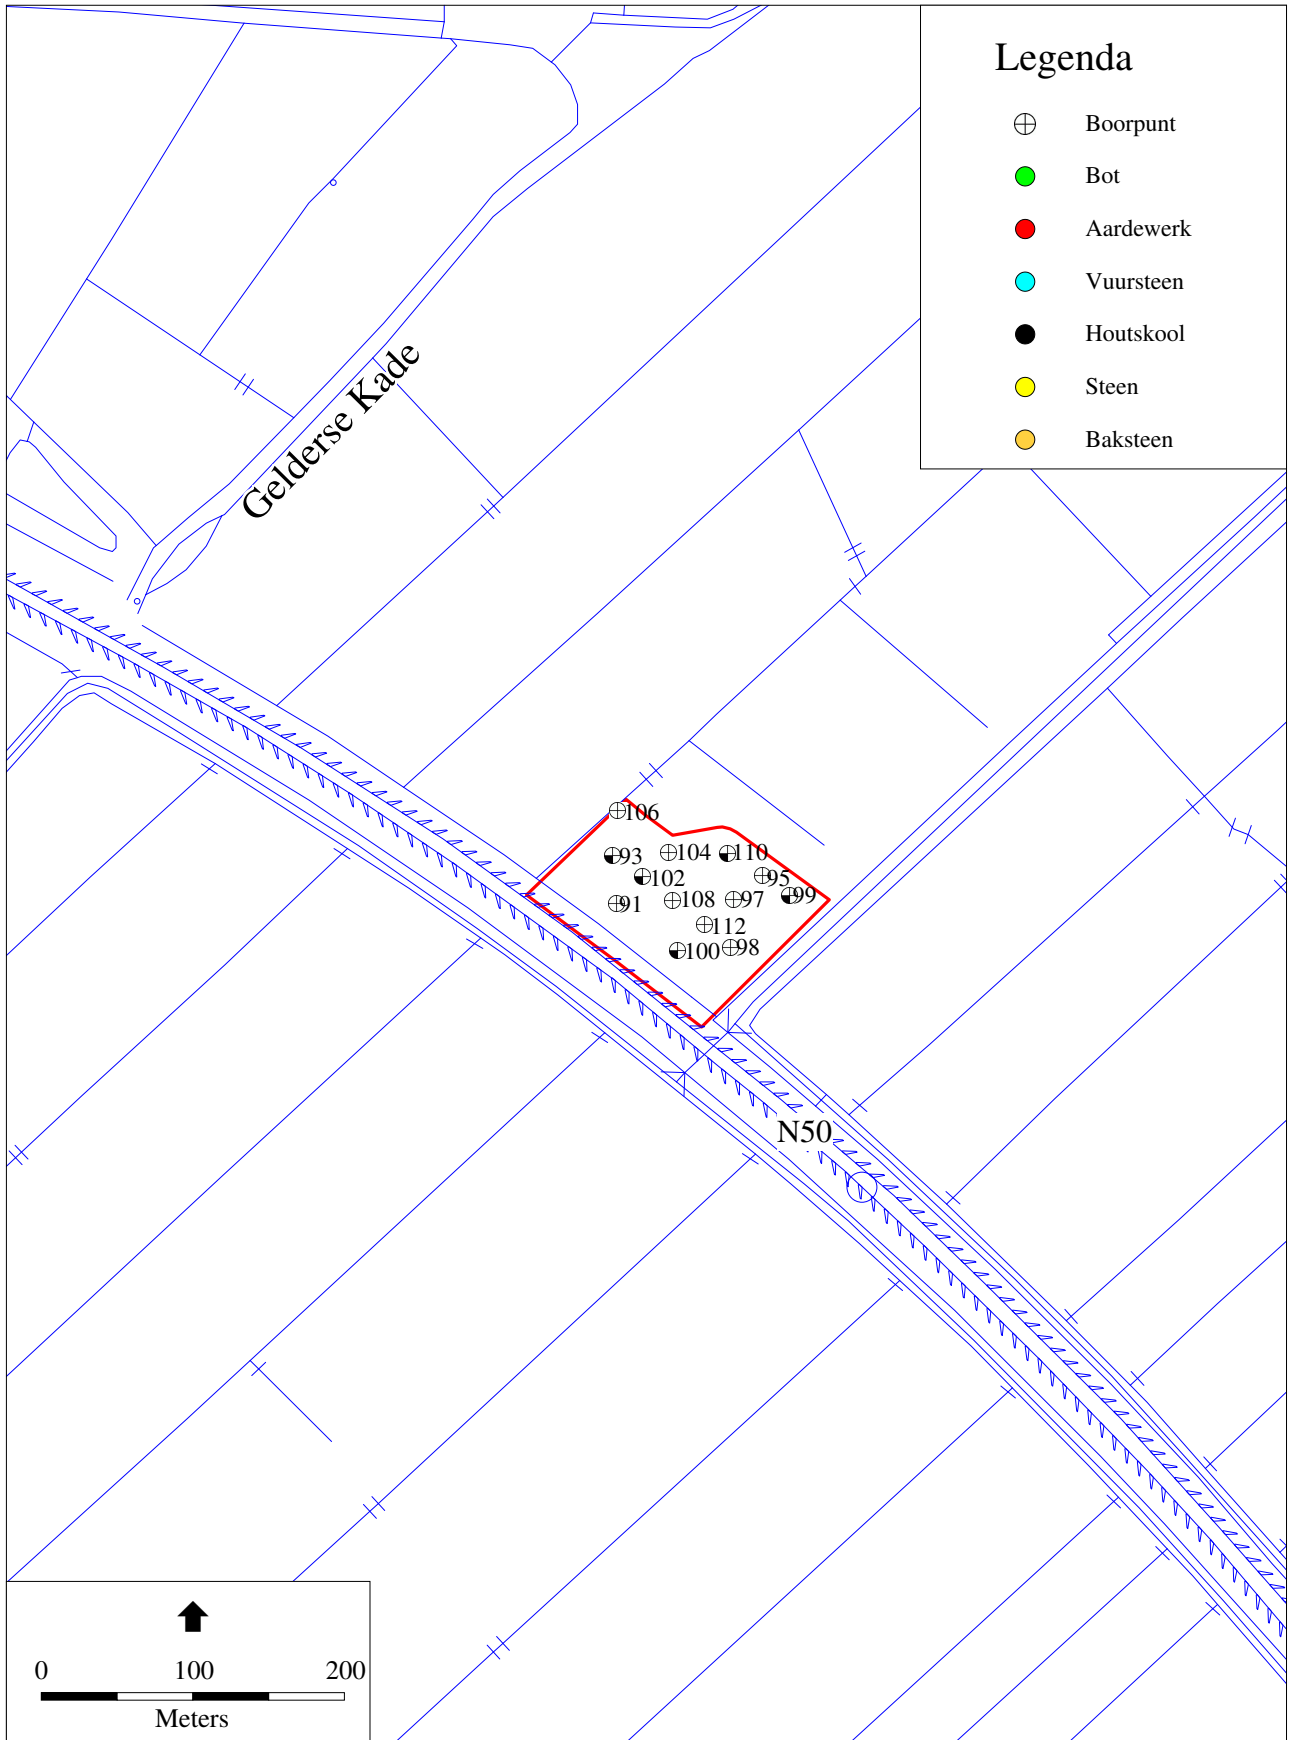 Legenda
Boorpunt
Bot
Aardewerk
Vuursteen
Houtskool
Steen
Baksteen
Gelderse Kade
106
93
104
110
102
95
99
91
108
97
112
100
98
N50
0 100 200
Meters